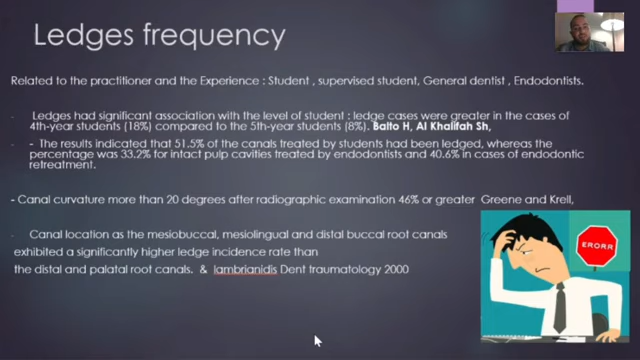 Ledges frequency
Related to the practitioner and the Experience : Student , supervised student, General dentist , Endodontists.
- Ledges had significant association with the level of student : ledge cases were greater in the cases of
4th-year students (18%) compared to the 5th-year students (8%). Balto H, Al Khalifah Sh,
- - The results indicated that 51.5% of the canals treated by students had been ledged, whereas the
percentage was 33.2% for intact pulp cavities treated by endodontists and 40.6% in cases of endodontic
retreatment.
- Canal curvature more than 20 degrees after radiographic examination 46% or greater Greene and Krell,
- Canal location as the mesiobuccal, mesiolingual and distal buccal root canals
exhibited a significantly higher ledge incidence rate than
the distal and palatal root canals. & lambrianidis Dent traumatology 2000
ERORR